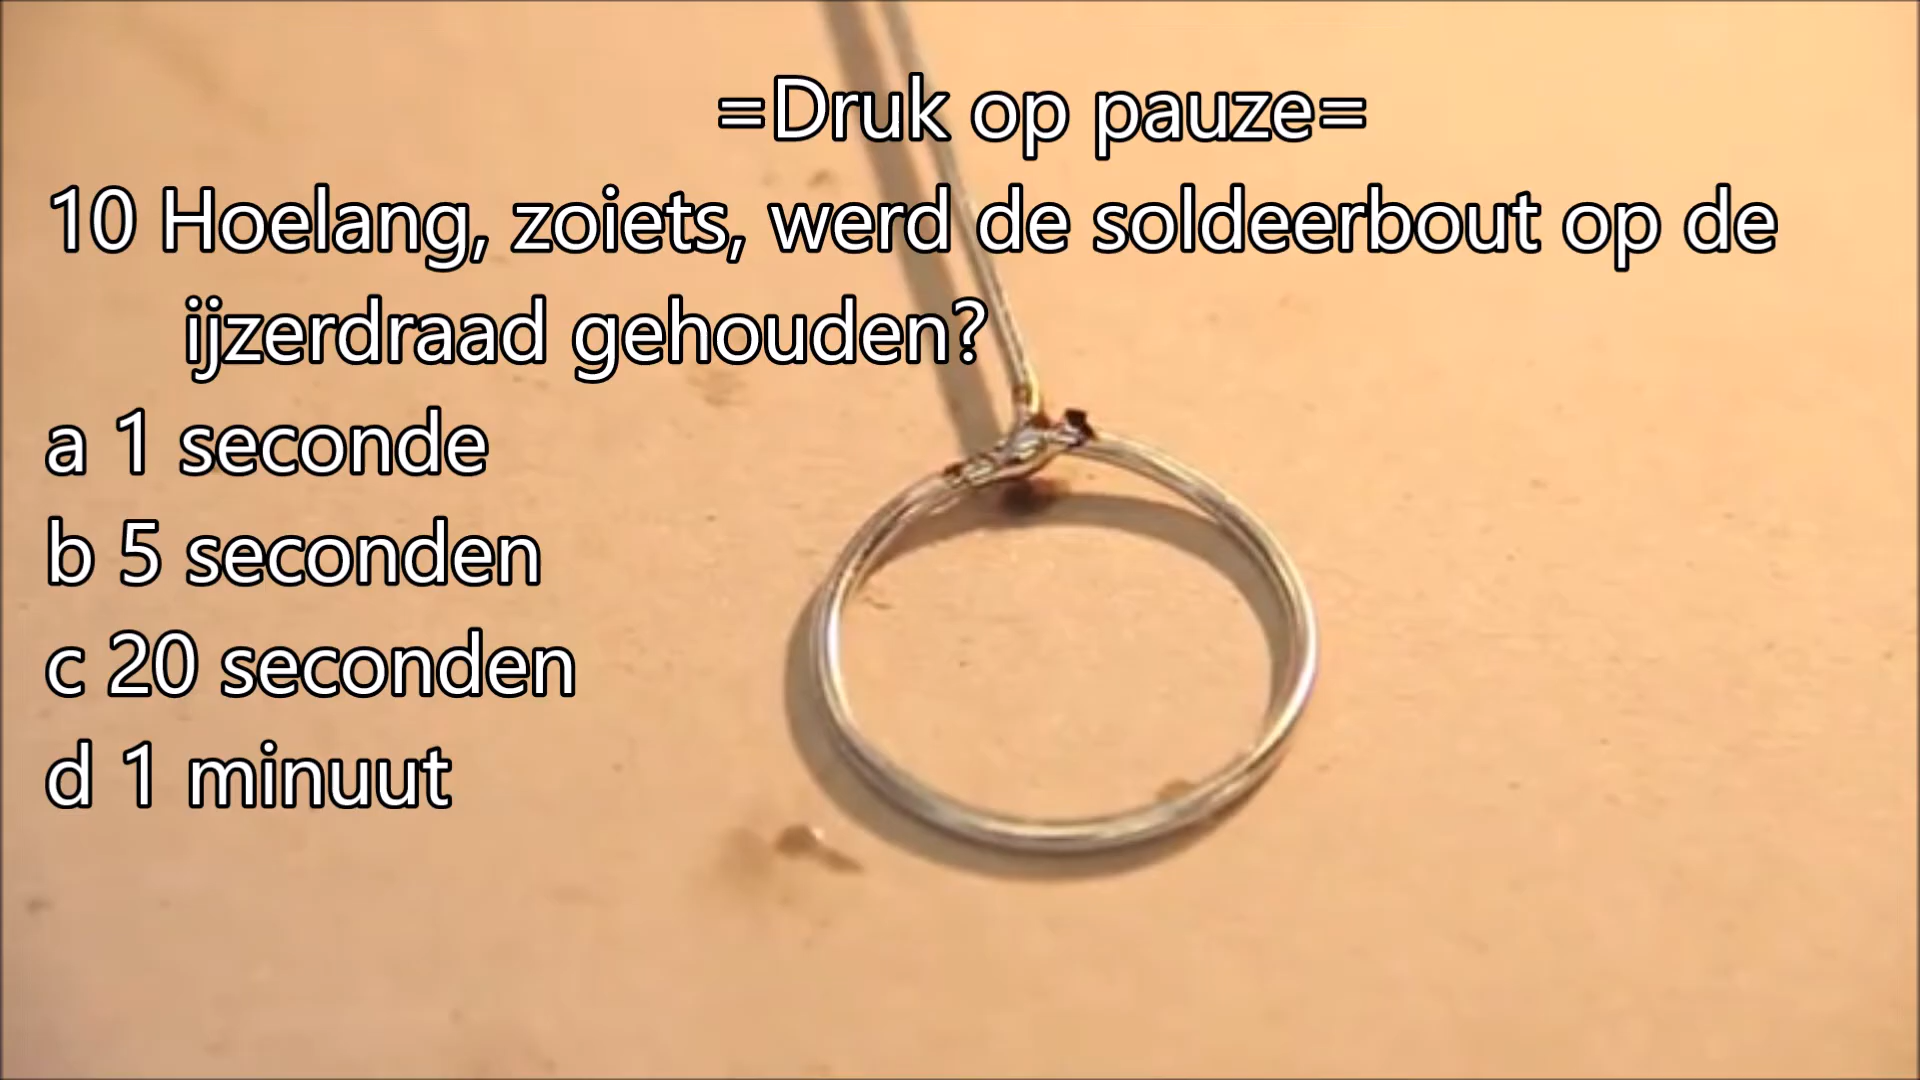 =Druk op pauze=
10 Hoelang, zoiets, werd de soldeerbout op de
ijzerdraad gehouden?
a 1 seconde
b 5 seconden
c 20 seconden
d 1 minuut